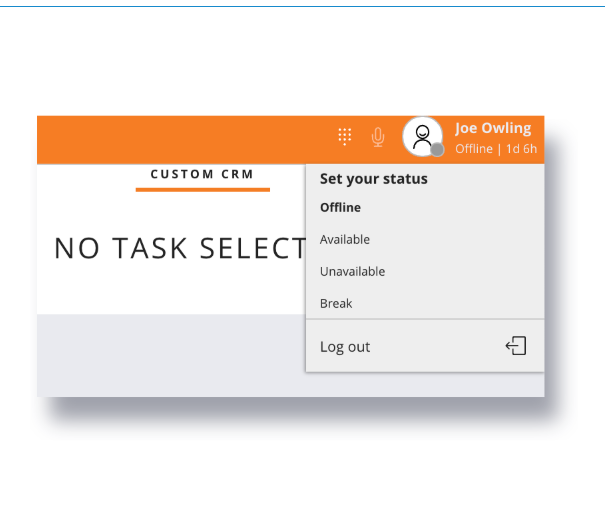 Joe Owling
Offline | 1d 6h
CUSTOM CRM
Set your status
Offline
NO TASK SELECT
Available
Unavailable
Break
Log out